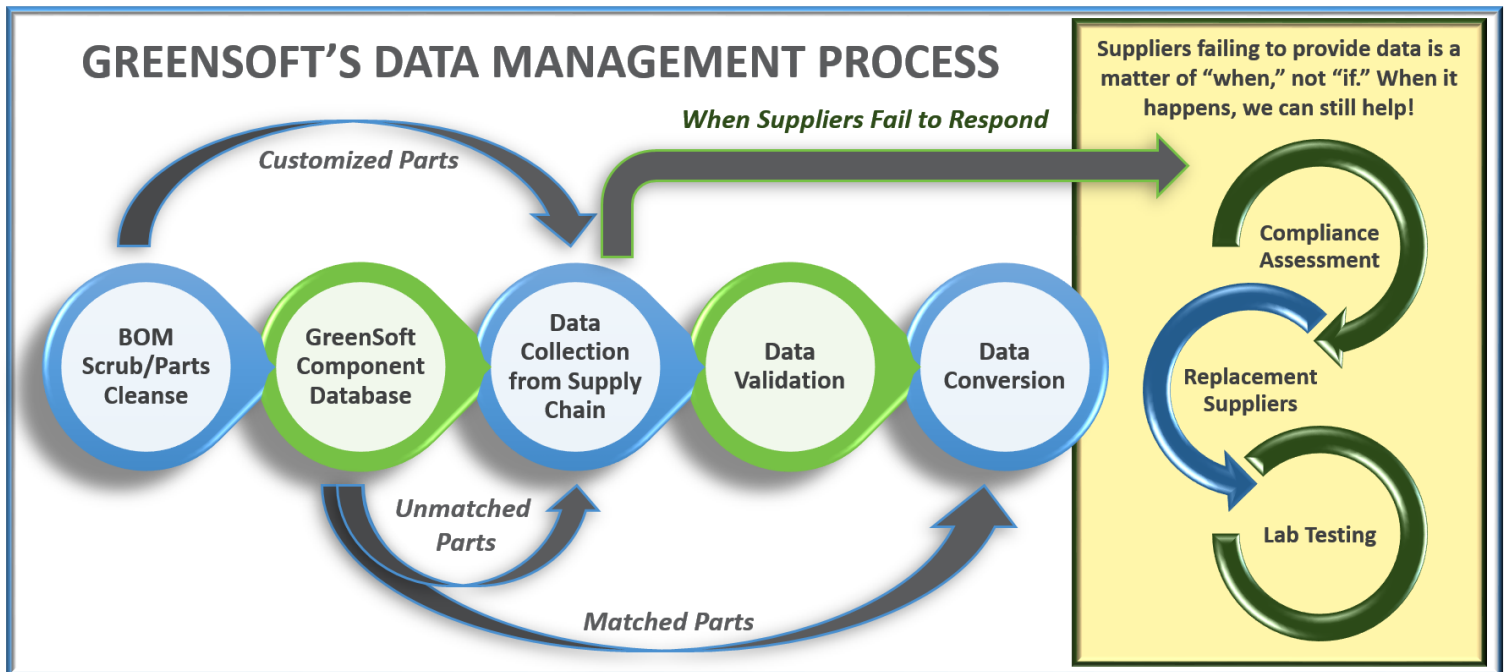 GREENSOFT’S DATA MANAGEMENT PROCESS
Customized Parts
When Suppliers Fail to Respond
BOM
Scrub/Parts
Cleanse
GreenSoft
Component
Database
Data
Collection
from Supply
Chain
Data
Validation
Data
Conversion
Unmatched
Parts
Matched Parts
Suppliers failing to provide data is a
matter of “when,” not “if.” When it
happens, we can still help!
Compliance
Assessment
Replacement
Suppliers
Lab Testing